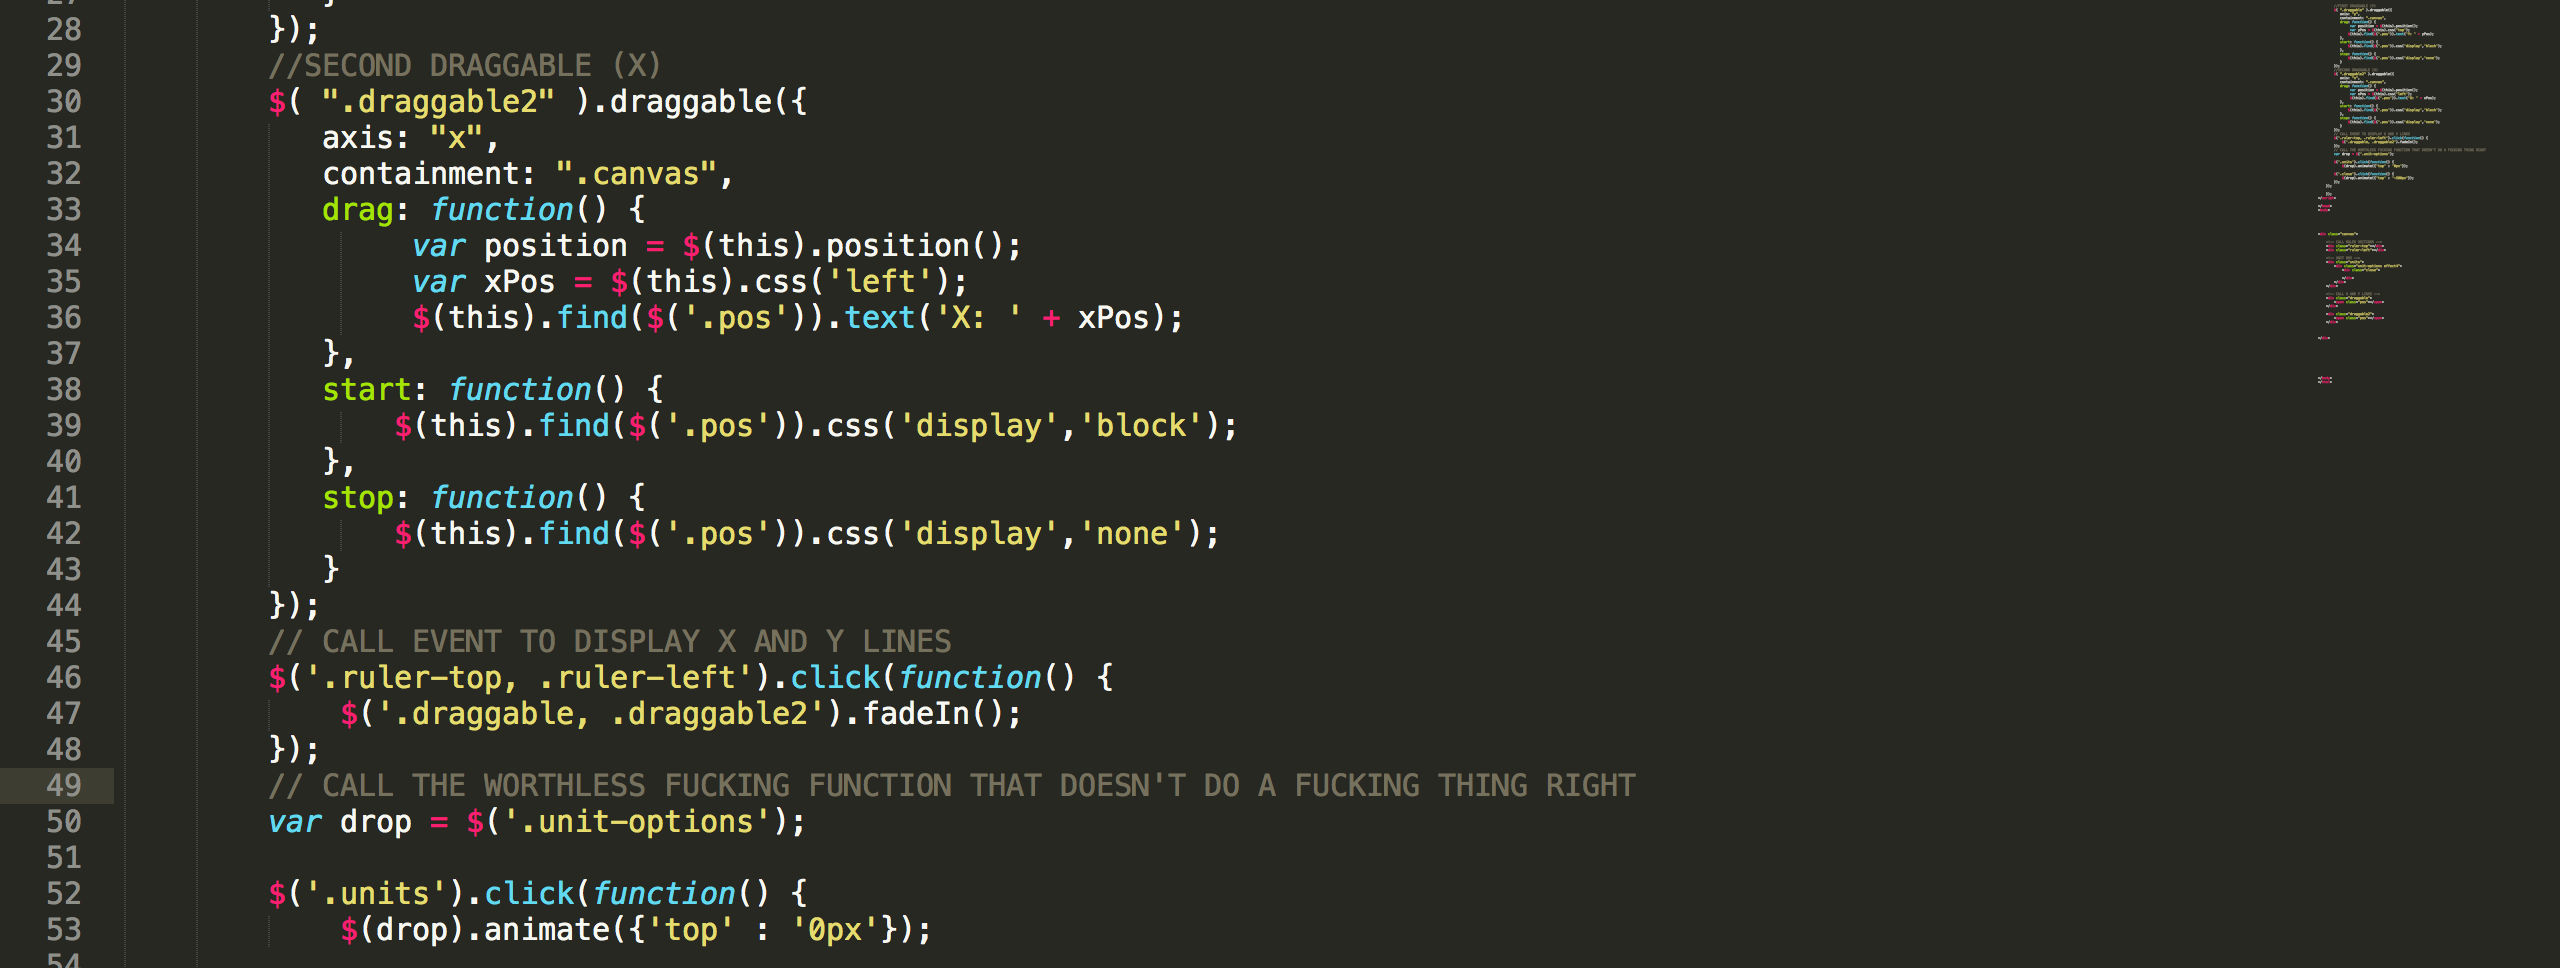 28 });
29 //SECOND DRAGGABLE (X)
30 $( ".draggable2" ).draggable({
31 axis: "x",
32 containment: ".canvas",
33 drag: function() {
34 var position = $(this).position();
35 var xPos = $(this).css('left');
36 $(this).find($('.pos')).text('X: ' + xPos);
37 },
38 start: function() {
39 $(this).find($('.pos')).css('display','block');
40 },
41 stop: function() {
42 $(this).find($('.pos')).css('display','none');
43 }
44 });
45 // CALL EVENT TO DISPLAY X AND Y LINES
46 $('.ruler-top, .ruler-left').click(function() {
47 $('.draggable, .draggable2').fadeIn();
48 });
49 // CALL THE WORTHLESS FUCKING FUNCTION THAT DOESN'T DO A FUCKING THING RIGHT
50 var drop = $('.unit-options');
51
52 $('.units').click(function() {
53 $(drop).animate({'top' : '0px'});
54